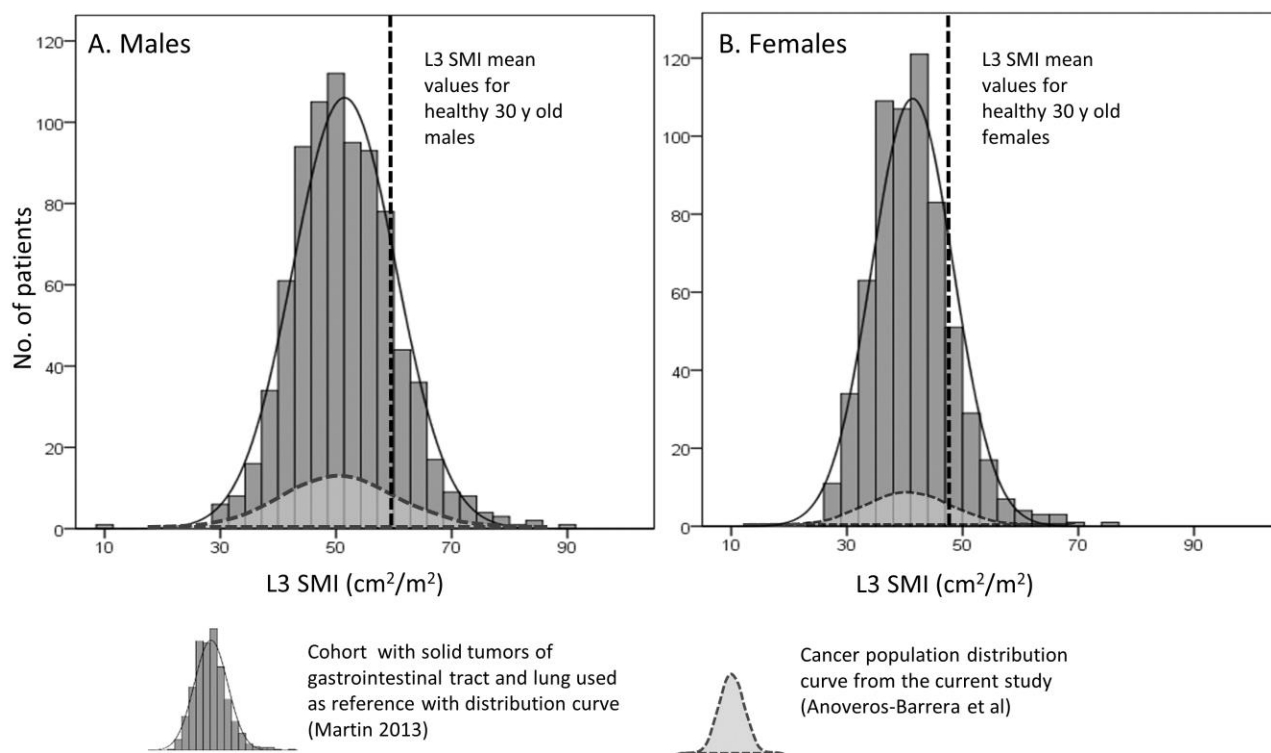 A. Males
L3 SMI mean
values for
healthy 30 y old
males
120
100
80
60
40
20
0
No. of patients
10 30 50 70 90
L3 SMI (cm²/m²)
B. Females
L3 SMI mean
values for
healthy 30 y old
females
120
100
80
60
40
20
0
10 30 50 70 90
L3 SMI (cm²/m²)
Cohort with solid tumors of
gastrointestinal tract and lung used
as reference with distribution curve
(Martin 2013)
Cancer population distribution
curve from the current study
(Anoveros-Barrera et al)